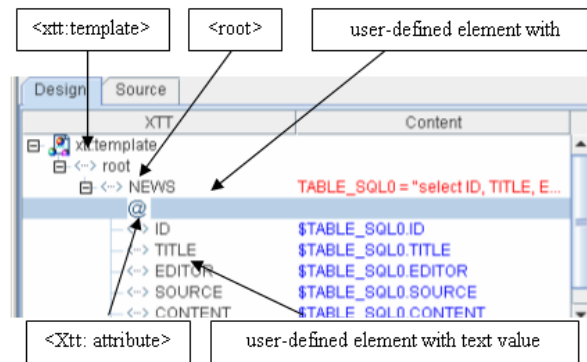 <xtt:template>
<root>
user-defined element with
Design
Source
XTT
Content
xtt:template
root
NEWS
TABLE_SQL0 = "select ID, TITLE, E...
@
ID
$TABLE_SQL0.ID
TITLE
$TABLE_SQL0.TITLE
EDITOR
$TABLE_SQL0.EDITOR
SOURCE
$TABLE_SQL0.SOURCE
CONTENT
$TABLE_SQL0.CONTENT
<Xtt: attribute>
user-defined element with text value